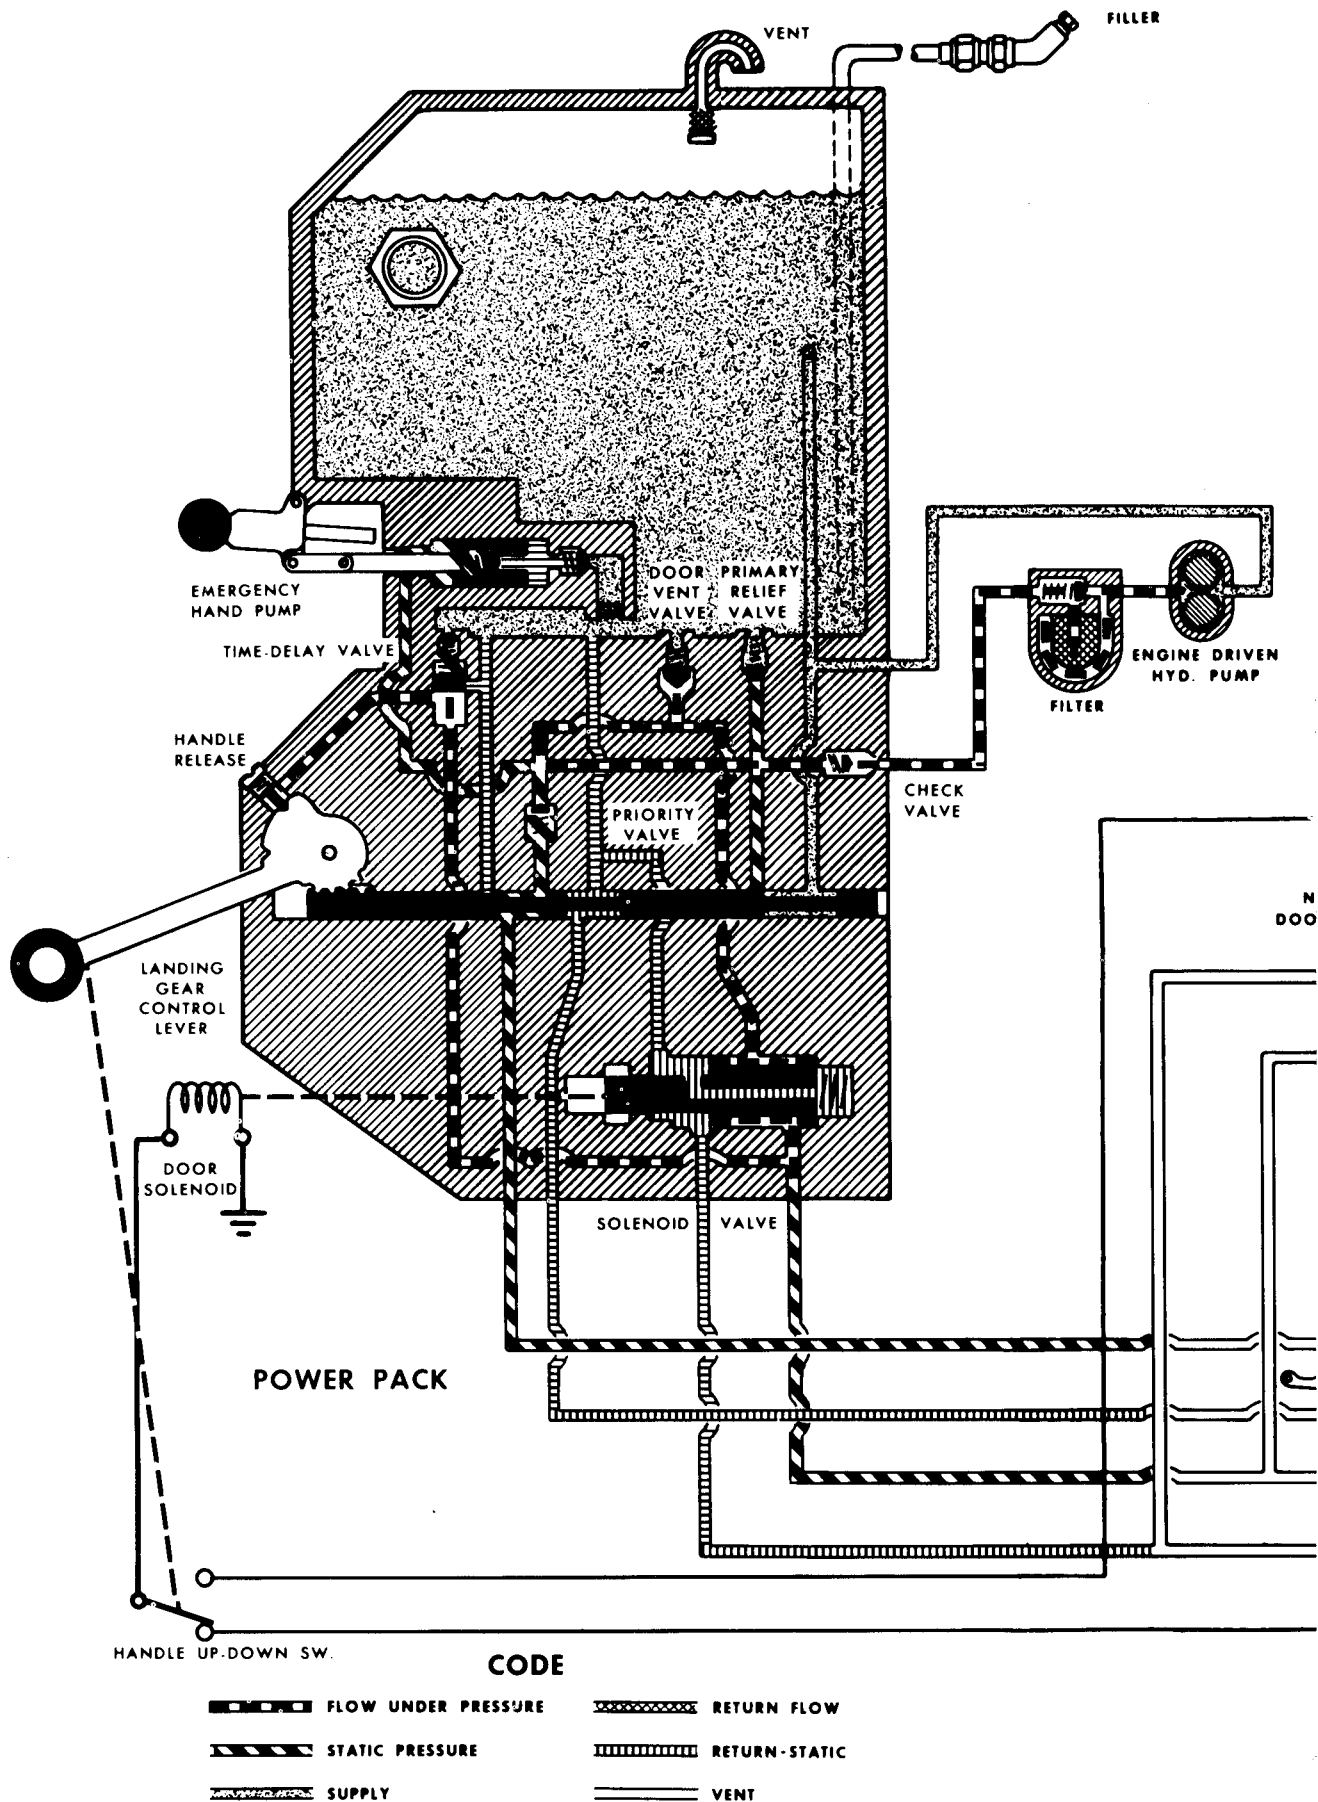 FILLER
VENT
EMERGENCY
HAND PUMP
DOOR
VENT
VALVE
PRIMARY
RELIEF
VALVE
TIME-DELAY VALVE
ENGINE DRIVEN
HYD. PUMP
FILTER
HANDLE
RELEASE
CHECK
VALVE
PRIORITY
VALVE
N
DOO
LANDING
GEAR
CONTROL
LEVER
DOOR
SOLENOID
SOLENOID VALVE
POWER PACK
HANDLE UP-DOWN SW.
CODE
FLOW UNDER PRESSURE
RETURN FLOW
STATIC PRESSURE
RETURN-STATIC
SUPPLY
VENT